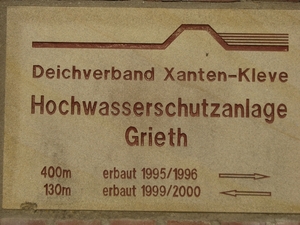 Deichverband Xanten-Kleve
Hochwasserschutzanlage
Grieth
400m erbaut 1995/1996
130m erbaut 1999/2000